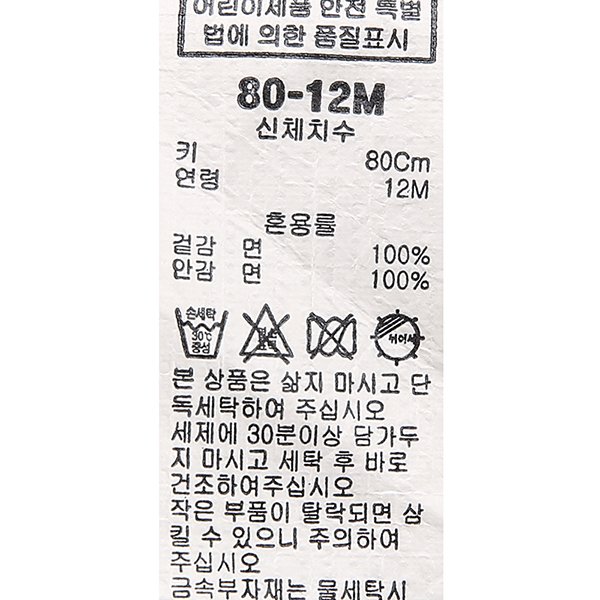 어린이제품 안전 특별
법에 의한 품질표시
80-12M
신체치수
키 80Cm
연령 12M
혼용률
겉감 면 100%
안감 면 100%
손세탁
30℃
중성
뉘어서
본 상품은 삶지 마시고 단
독세탁하여 주십시오
세제에 30분이상 담가두
지 마시고 세탁 후 바로
건조하여주십시오
작은 부품이 탈락되면 삼
킬 수 있으니 주의하여
주십시오
금속부자재는 물세탁시